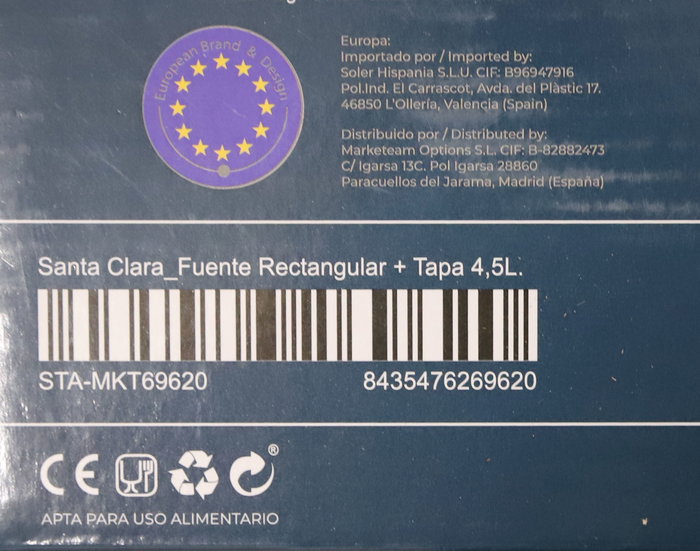 European Brand & Design
Europa:
Importado por / Imported by:
Soler Hispania S.L.U. CIF: B96947916
Pol.Ind. El Carrascot, Avda. del Plàstic 17.
46850 L'Ollería, Valencia (Spain)
Distribuido por / Distributed by:
Marketeam Options S.L. CIF: B-82882473
C/ Igarsa 13C. Pol Igarsa 28860
Paracuellos del Jarama, Madrid (España)
Santa Clara_Fuente Rectangular + Tapa 4,5L.
STA-MKT69620 8435476269620
CE ®
APTA PARA USO ALIMENTARIO